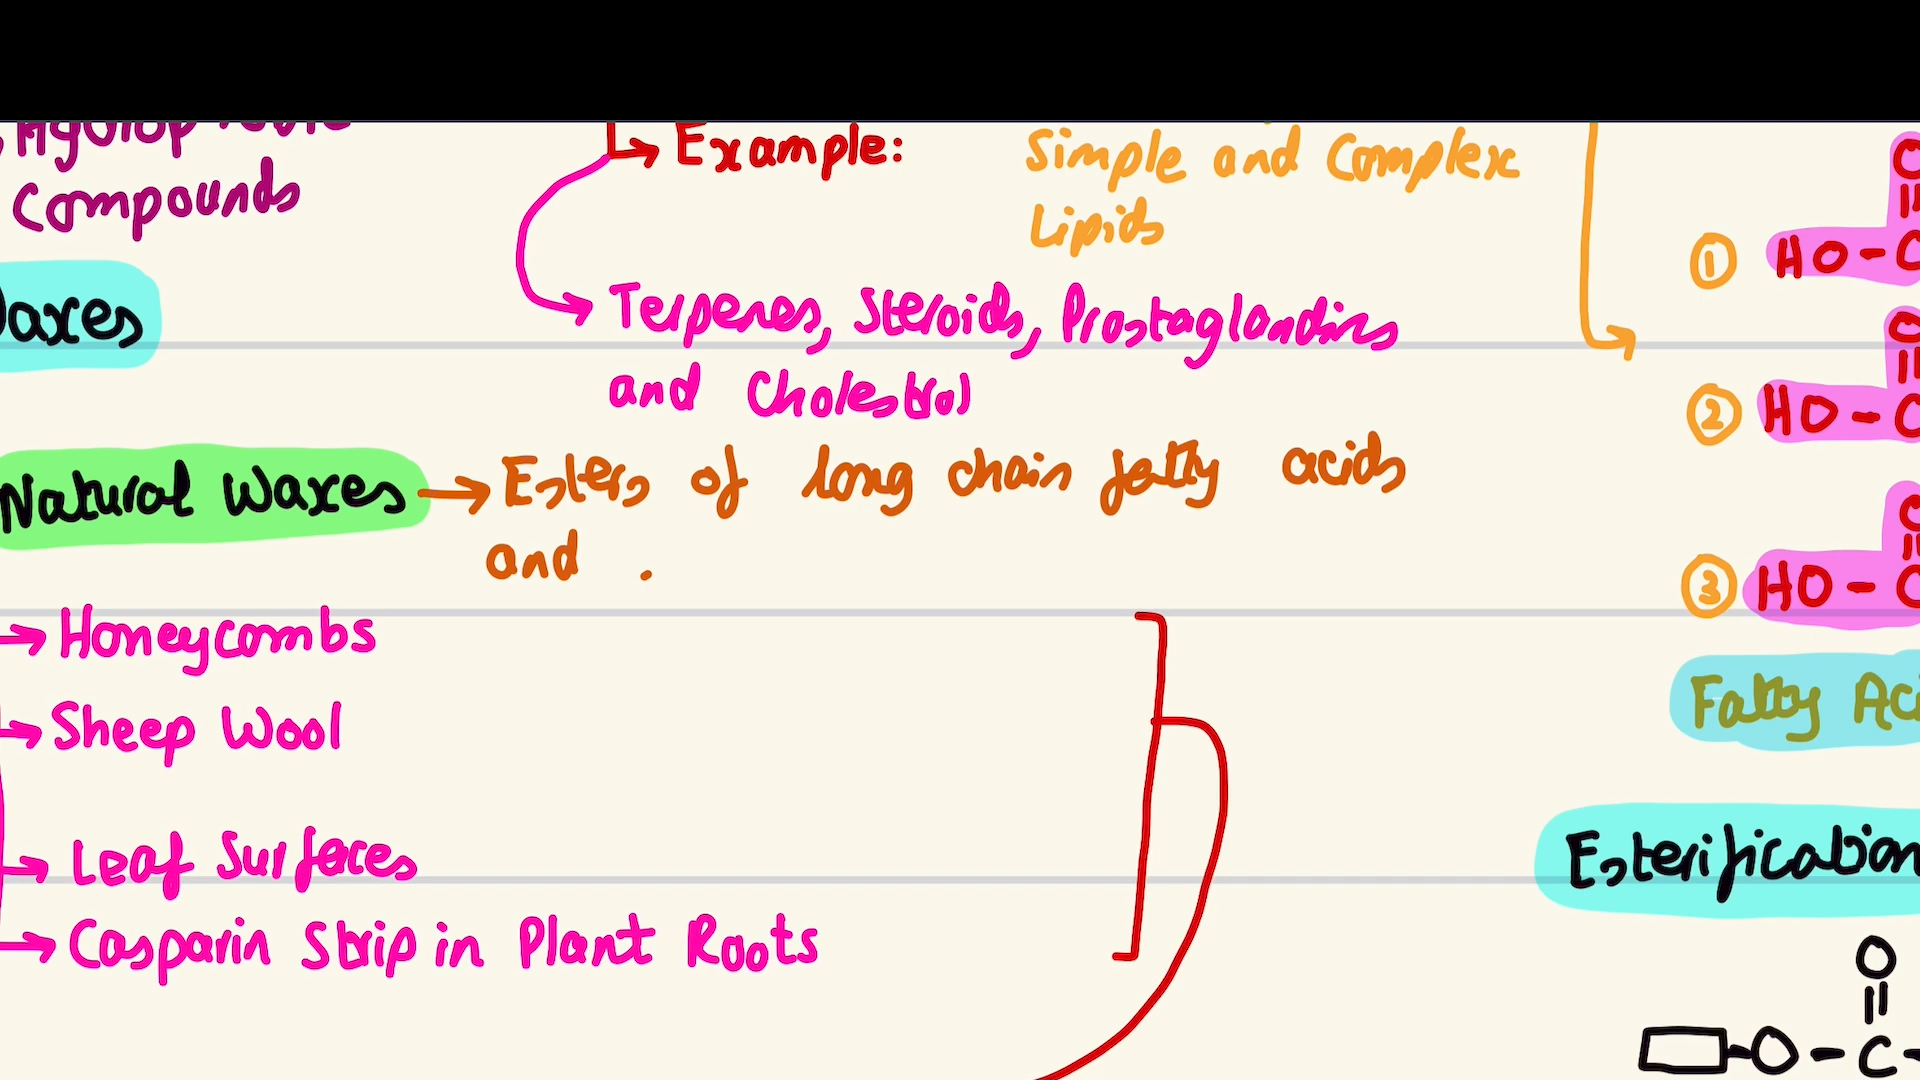 Compounds
Example:
Simple and Complex
Lipids
Terpenes, Steroids, Prostaglandins
and Cholestrol
Natural Waxes → Esters of long chain fatty acids
and .
→ Honeycombs
→ Sheep Wool
→ Leaf Surfaces
→ Casparin Strip in Plant Roots
O
||
① HO-C
O
||
② HO-C
O
||
③ HO-C
Fatty
Esterification
O
||
O-C-